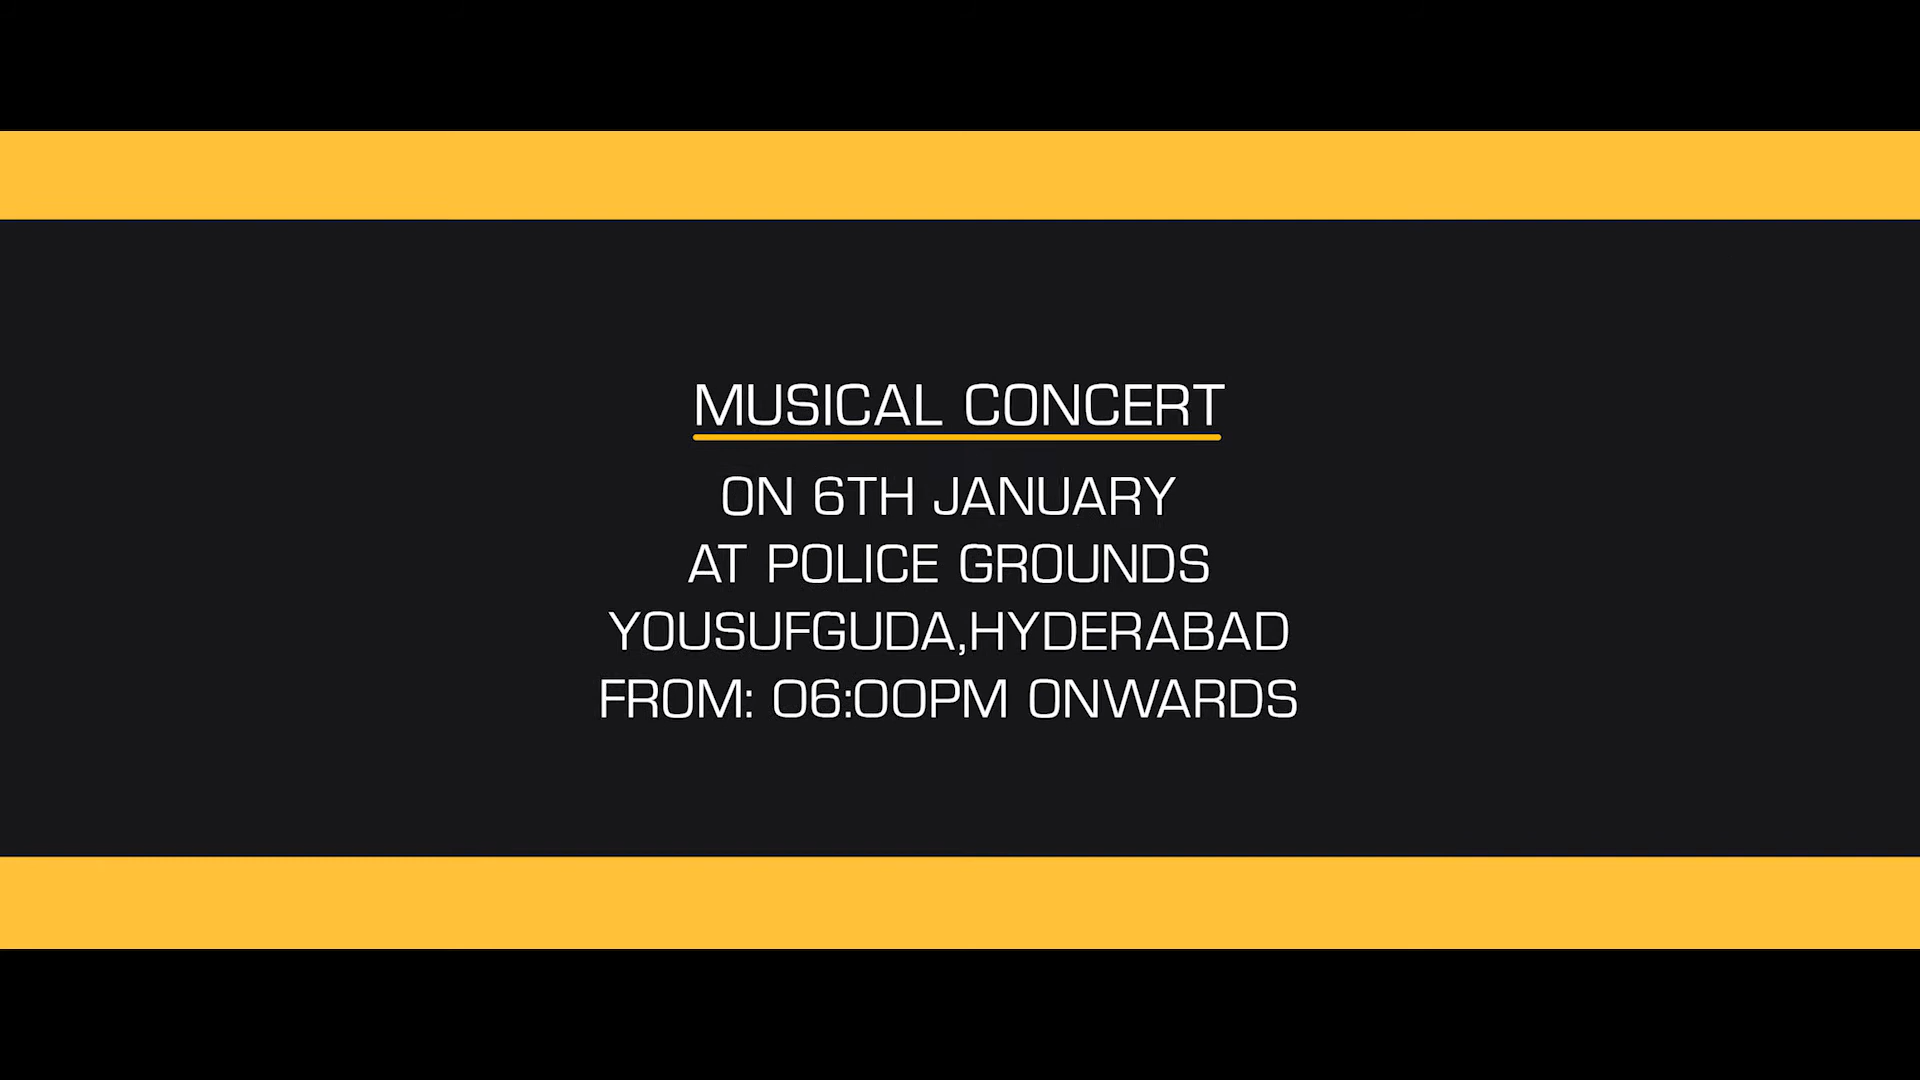 MUSICAL CONCERT
ON 6TH JANUARY
AT POLICE GROUNDS
YOUSUFGUDA,HYDERABAD
FROM: 06:00PM ONWARDS